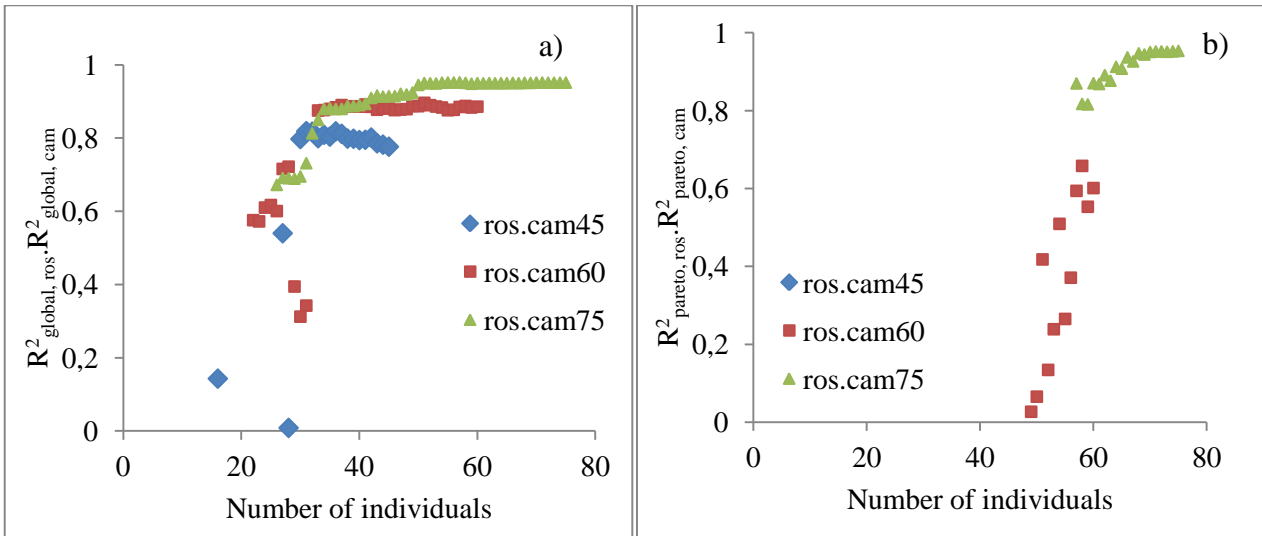 a)
R²global, ros.R²global, cam
1
0,8
0,6
0,4
0,2
0
0 20 40 60 80
Number of individuals
ros.cam45
ros.cam60
ros.cam75
b)
R²pareto, ros.R²pareto, cam
1
0,8
0,6
0,4
0,2
0
0 20 40 60 80
Number of individuals
ros.cam45
ros.cam60
ros.cam75